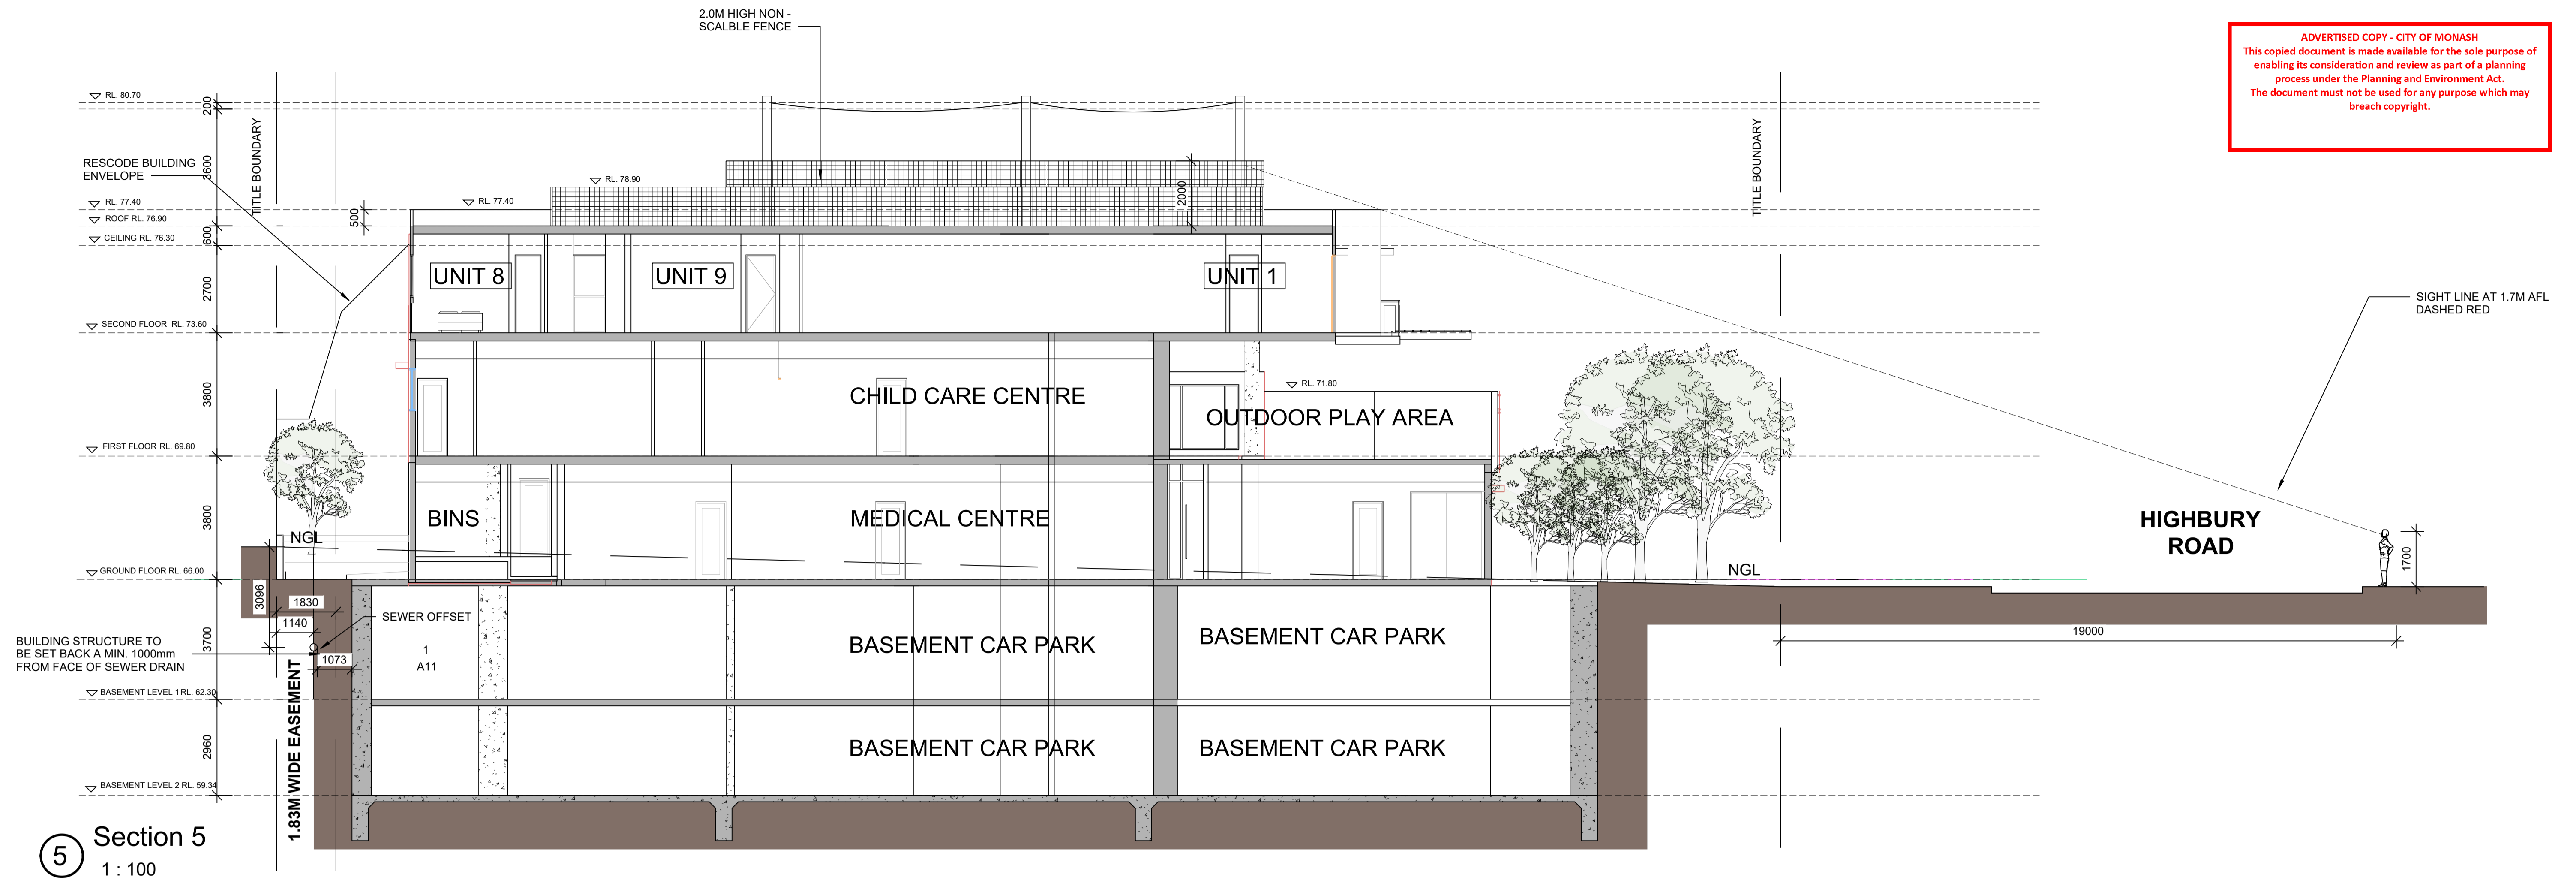 2.0M HIGH NON -
SCALBLE FENCE
ADVERTISED COPY - CITY OF MONASH
This copied document is made available for the sole purpose of
enabling its consideration and review as part of a planning
process under the Planning and Environment Act.
The document must not be used for any purpose which may
breach copyright.
RL. 80.70
200
TITLE BOUNDARY
TITLE BOUNDARY
RESCODE BUILDING
ENVELOPE
3600
RL. 78.90
2000
RL. 77.40
RL. 77.40
500
ROOF RL. 76.90
600
CEILING RL. 76.30
UNIT 8
UNIT 9
UNIT 1
2700
SIGHT LINE AT 1.7M AFL
DASHED RED
SECOND FLOOR RL. 73.60
3800
CHILD CARE CENTRE
RL. 71.80
OUTDOOR PLAY AREA
FIRST FLOOR RL. 69.80
3800
BINS
MEDICAL CENTRE
HIGHBURY
ROAD
NGL
1700
GROUND FLOOR RL. 66.00
NGL
3096
1830
1140
SEWER OFFSET
3700
BUILDING STRUCTURE TO
BE SET BACK A MIN. 1000mm
FROM FACE OF SEWER DRAIN
1073
1
A11
BASEMENT CAR PARK
BASEMENT CAR PARK
19000
BASEMENT LEVEL 1 RL. 62.30
1.83M WIDE EASEMENT
2960
BASEMENT CAR PARK
BASEMENT CAR PARK
BASEMENT LEVEL 2 RL. 59.34
5
Section 5
1 : 100